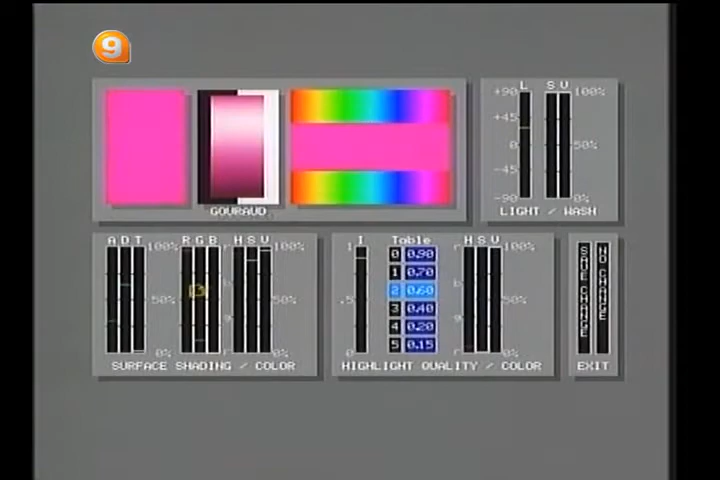 9
L S V
+90 100%
+45
0 50%
-45
-90 0%
GOURAUD
LIGHT / WASH
A D T R G B H S V
100% 100%
50% 50%
0% 0%
SURFACE SHADING / COLOR
I Table H S V
1 0 0.90 100%
1 0.70
.5 2 0.60 50%
3 0.40
4 0.20
0 5 0.15 0%
HIGHLIGHT QUALITY / COLOR
SAVE CHANGE
NO CHANGE
EXIT